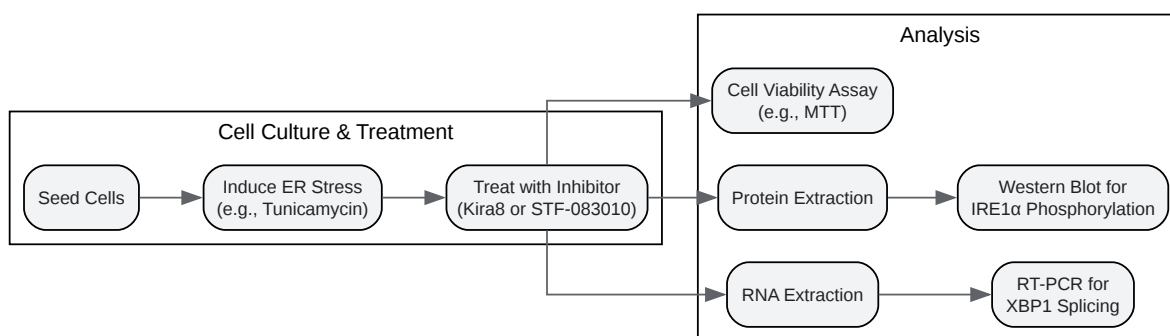 Cell Culture & Treatment
Seed Cells
Induce ER Stress
(e.g., Tunicamycin)
Treat with Inhibitor
(Kira8 or STF-083010)
Analysis
Cell Viability Assay
(e.g., MTT)
Protein Extraction
Western Blot for
IRE1α Phosphorylation
RNA Extraction
RT-PCR for
XBP1 Splicing